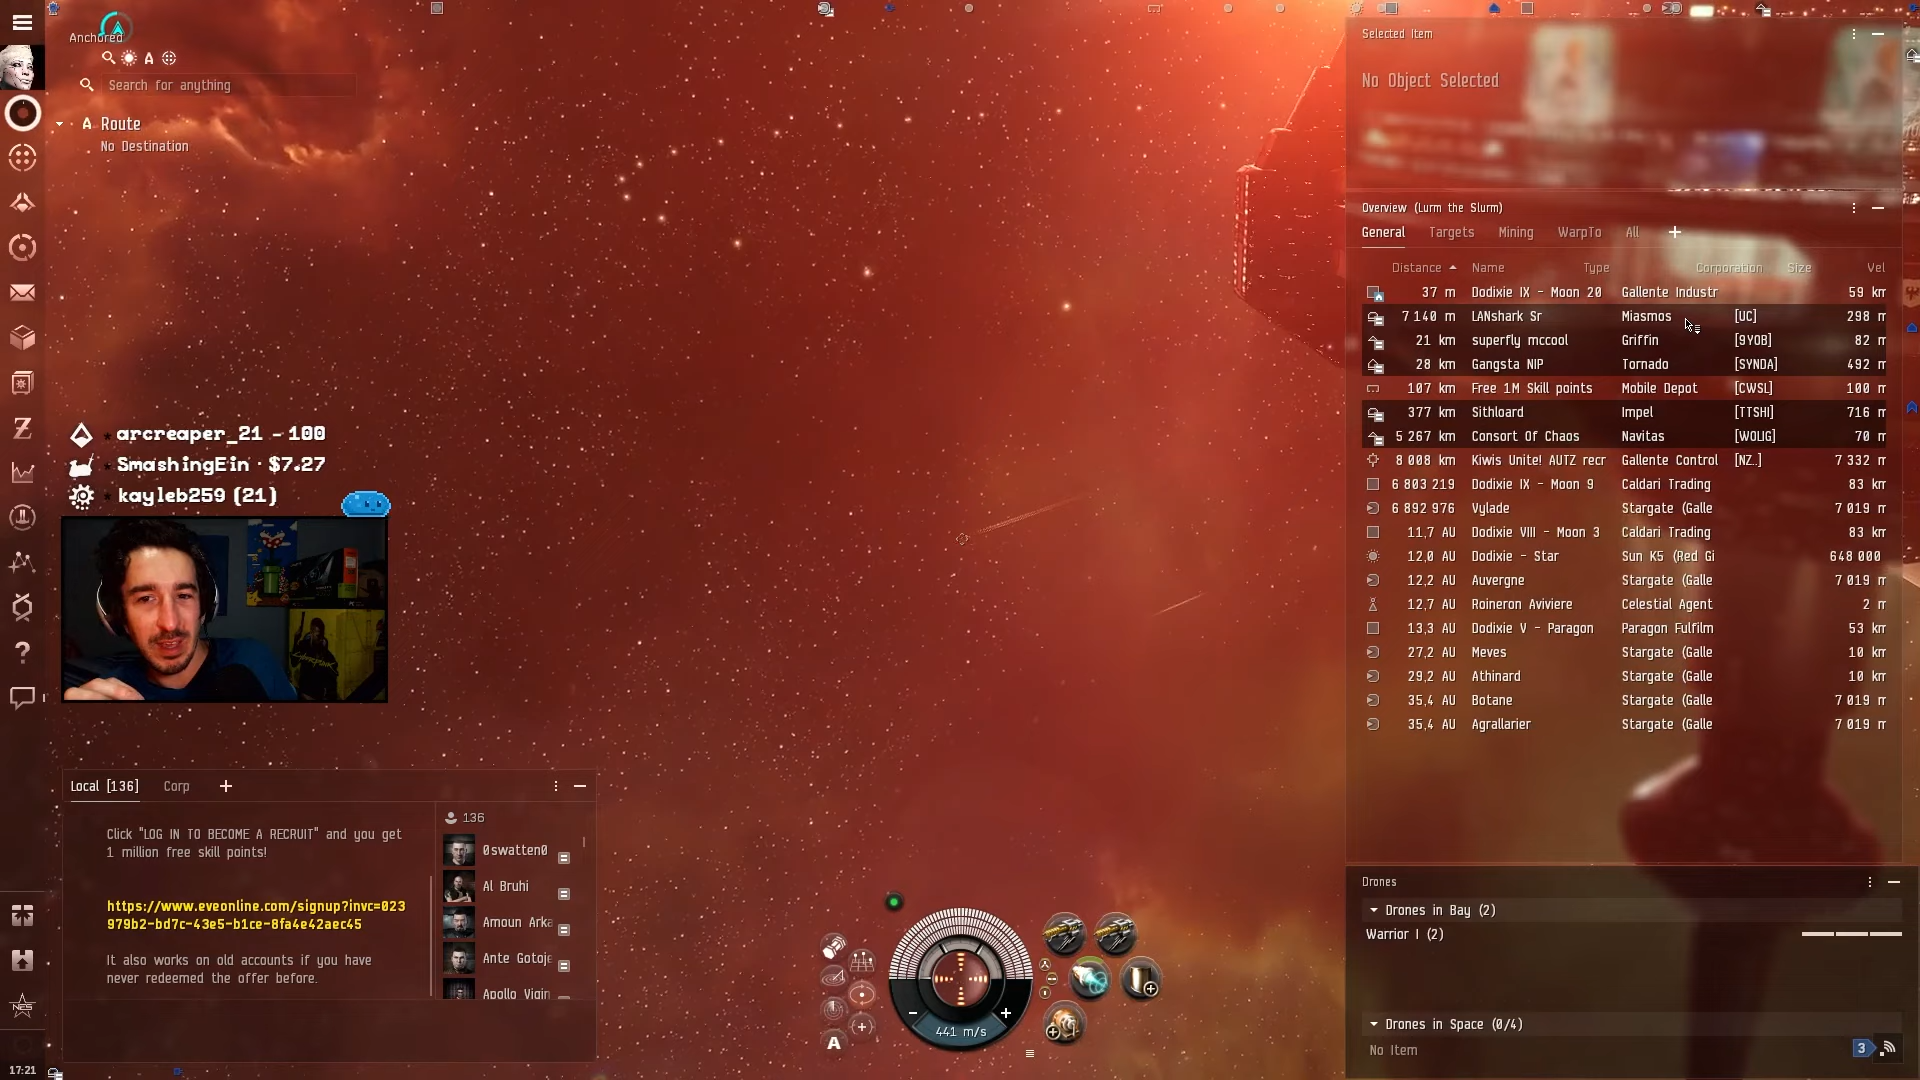 Anchored
Search for anything
A Route
No Destination
arcreaper_21 - 100
SmashingEin · $7.27
kayleb259 (21)
Local [136]
Corp
Click "LOG IN TO BECOME A RECRUIT" and you get
1 million free skill points!
https://www.eveonline.com/signup?invc=023
979b2-bd7c-43e5-b1ce-8fa4e42aec45
It also works on old accounts if you have
never redeemed the offer before.
136
0swatten0
Al Bruhi
Amoun Arka
Ante Gotoje
Apollo Virgin
17:21
441 m/s
A
Selected Item
No Object Selected
Overview (Lurm the Slurm)
General Targets Mining WarpTo All
Distance Name Type Corporation Size Vel
37 m Dodixie IX - Moon 20 Gallente Industr 59 km
7 140 m LANshark Sr Miasmos [UC] 298 m
21 km superfly mccool Griffin [9YOB] 82 m
28 km Gangsta NIP Tornado [SYNDA] 492 m
107 km Free 1M Skill points Mobile Depot [CWSL] 100 m
377 km Sithloard Impel [TTSHI] 716 m
5 267 km Consort Of Chaos Navitas [WOLIG] 70 m
8 008 km Kiwis Unite! AUTZ recr Gallente Control [NZ..] 7 332 m
6 803 219 Dodixie IX - Moon 9 Caldari Trading 83 km
6 892 976 Vylade Stargate (Galle 7 019 m
11,7 AU Dodixie VIII - Moon 3 Caldari Trading 83 km
12,0 AU Dodixie - Star Sun K5 (Red Gi 648 000
12,2 AU Auvergne Stargate (Galle 7 019 m
12,7 AU Roineron Aviviere Celestial Agent 2 m
13,3 AU Dodixie V - Paragon Paragon Fulfilm 53 km
27,2 AU Meves Stargate (Galle 10 km
29,2 AU Athinard Stargate (Galle 10 km
35,4 AU Botane Stargate (Galle 7 019 m
35,4 AU Agrallarier Stargate (Galle 7 019 m
Drones
Drones in Bay (2)
Warrior I (2)
Drones in Space (0/4)
No Item
3